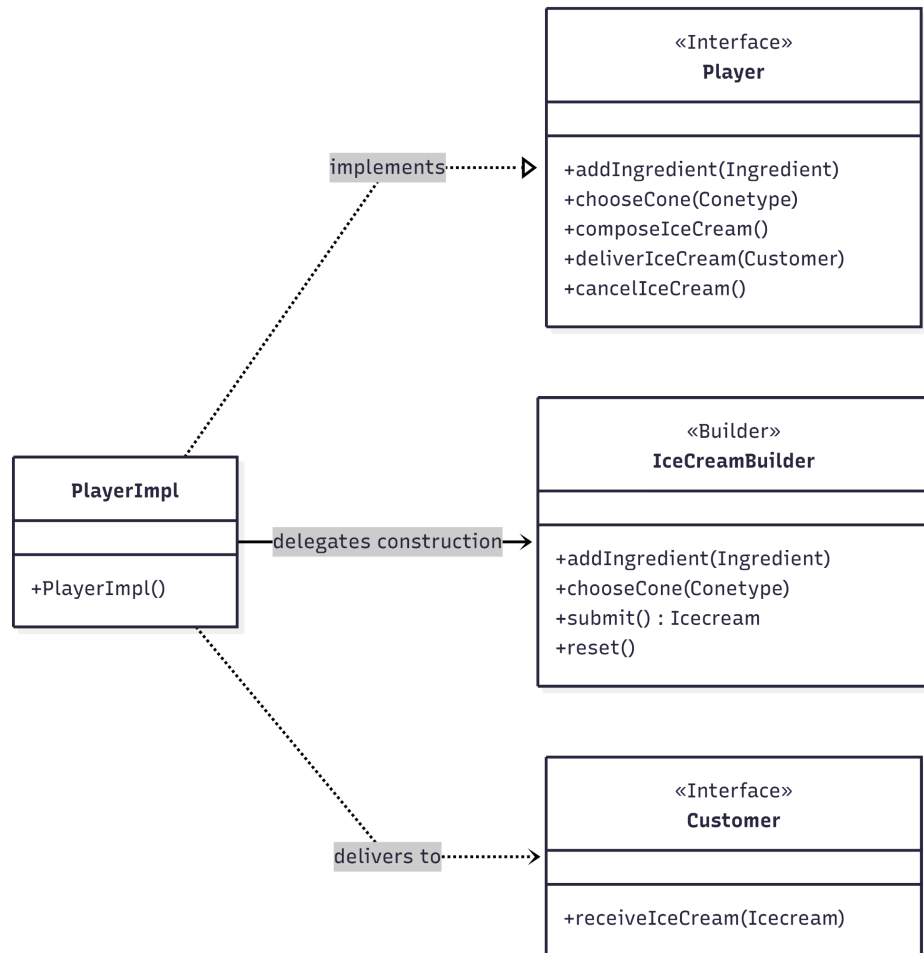 «Interface»
Player
+addIngredient(Ingredient)
+chooseCone(Conetype)
+composeIceCream()
+deliverIceCream(Customer)
+cancelIceCream()
implements
PlayerImpl
+PlayerImpl()
delegates construction
«Builder»
IceCreamBuilder
+addIngredient(Ingredient)
+chooseCone(Conetype)
+submit() : Icecream
+reset()
delivers to
«Interface»
Customer
+receiveIceCream(Icecream)